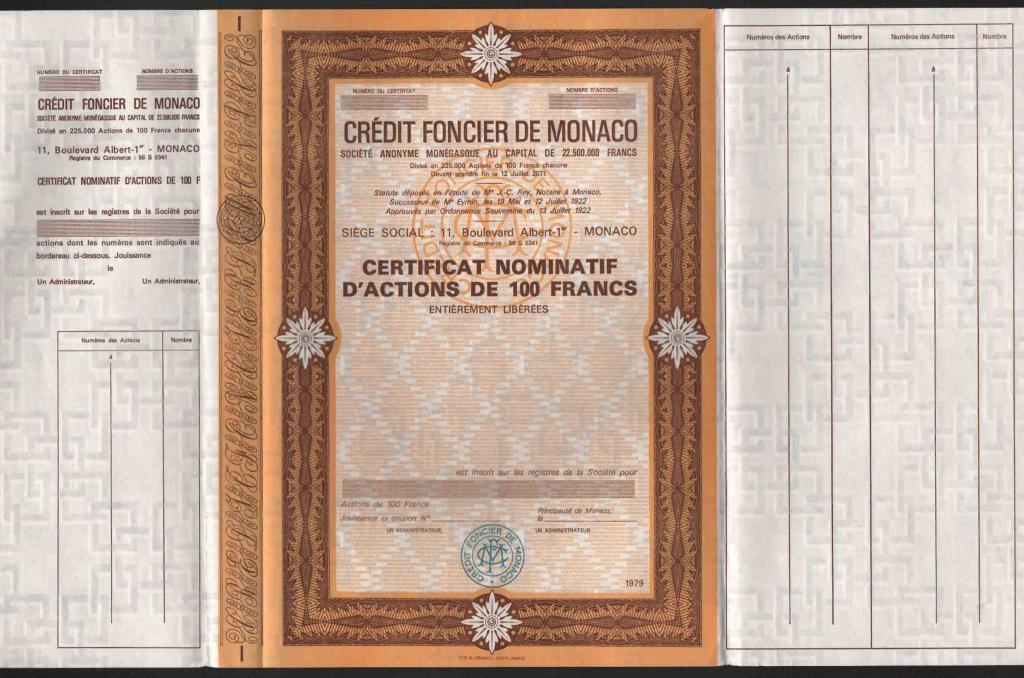 NUMÉRO DU CERTIFICAT
NOMBRE D'ACTIONS
CRÉDIT FONCIER DE MONACO
SOCIÉTÉ ANONYME MONÉGASQUE AU CAPITAL DE 22.500.000 FRANCS
Divisé en 225.000 Actions de 100 Francs chacune
11, Boulevard Albert-1er - MONACO
Registre du Commerce : 56 S 0341
CERTIFICAT NOMINATIF D'ACTIONS DE 100 F
est inscrit sur les registres de la Société pour
actions dont les numéros sont indiqués au
bordereau ci-dessous. Jouissance
le
Un Administrateur,
Un Administrateur,
Numéros des Actions
Nombre
à
NUMÉRO DU CERTIFICAT
NOMBRE D'ACTIONS
CRÉDIT FONCIER DE MONACO
SOCIÉTÉ ANONYME MONÉGASQUE AU CAPITAL DE 22.500.000 FRANCS
Divisé en 225.000 Actions de 100 Francs chacune
Devant prendre fin le 12 Juillet 2071
Statuts déposés en l'étude de Me J.-C. Rey, Notaire à Monaco,
Successeur de Me Eymin, les 19 Mai et 12 Juillet 1922
Approuvés par Ordonnance Souveraine du 13 Juillet 1922
SIÈGE SOCIAL : 11, Boulevard Albert-1er - MONACO
Registre du Commerce : 56 S 0341
CERTIFICAT NOMINATIF
D'ACTIONS DE 100 FRANCS
ENTIÈREMENT LIBÉRÉES
est inscrit sur les registres de la Société pour
Actions de 100 Francs
Jouissance ex-coupon N°
Principauté de Monaco,
le
UN ADMINISTRATEUR,
UN ADMINISTRATEUR,
CRÉDIT FONCIER DE MONACO
1979
Numéros des Actions
Nombre
Numéros des Actions
Nombre
à
à